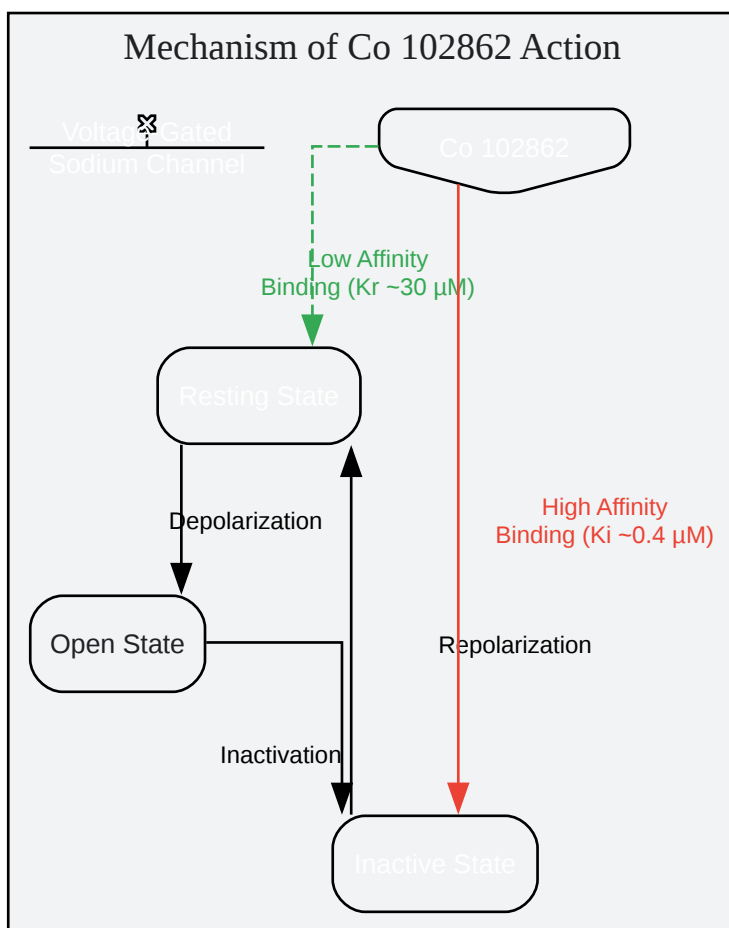 Mechanism of Co 102862 Action
Voltage-Gated
Sodium Channel
Co 102862
Low Affinity
Binding (Kr ~30 µM)
Resting State
High Affinity
Binding (Ki ~0.4 µM)
Depolarization
Open State
Repolarization
Inactivation
Inactive State